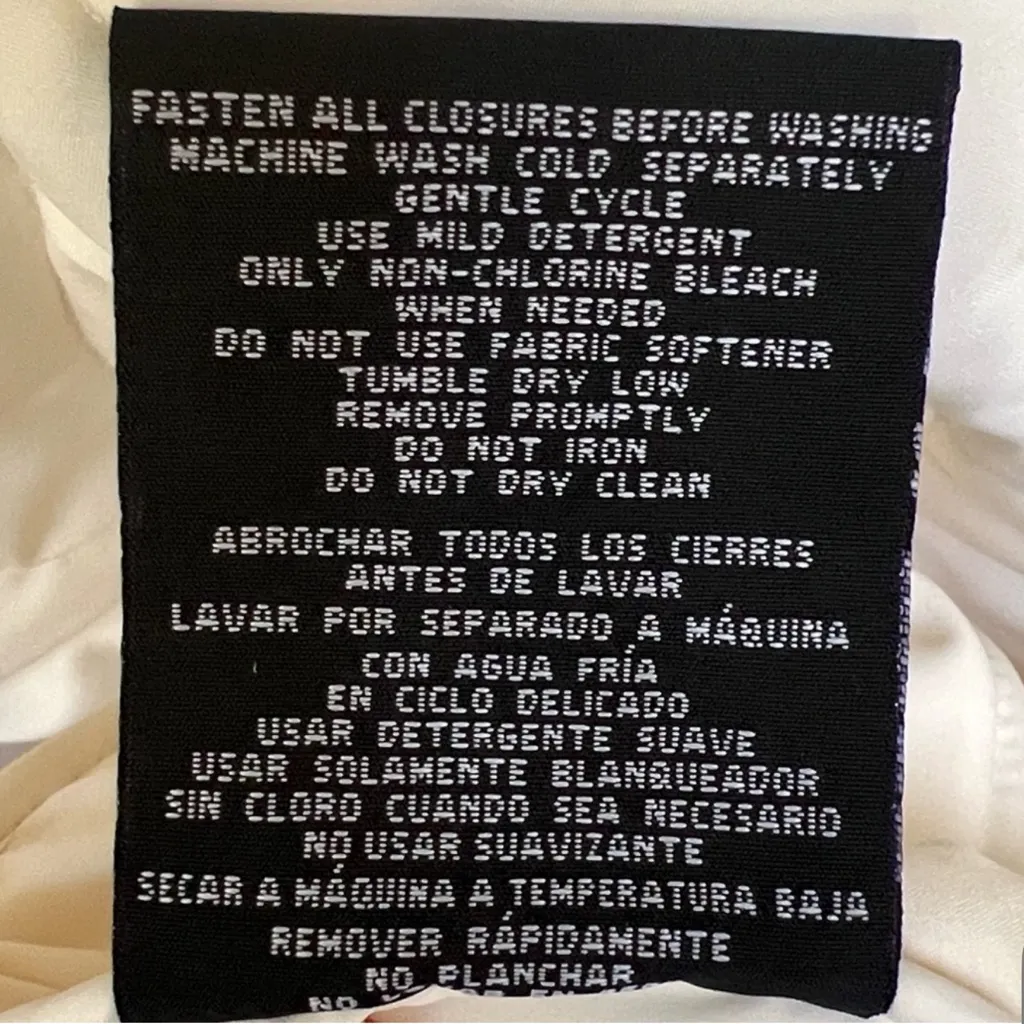 FASTEN ALL CLOSURES BEFORE WASHING
MACHINE WASH COLD SEPARATELY
GENTLE CYCLE
USE MILD DETERGENT
ONLY NON-CHLORINE BLEACH
WHEN NEEDED
DO NOT USE FABRIC SOFTENER
TUMBLE DRY LOW
REMOVE PROMPTLY
DO NOT IRON
DO NOT DRY CLEAN
ABROCHAR TODOS LOS CIERRES
ANTES DE LAVAR
LAVAR POR SEPARADO A MÁQUINA
CON AGUA FRÍA
EN CICLO DELICADO
USAR DETERGENTE SUAVE
USAR SOLAMENTE BLANQUEADOR
SIN CLORO CUANDO SEA NECESARIO
NO USAR SUAVIZANTE
SECAR A MÁQUINA A TEMPERATURA BAJA
REMOVER RÁPIDAMENTE
NO PLANCHAR
NO